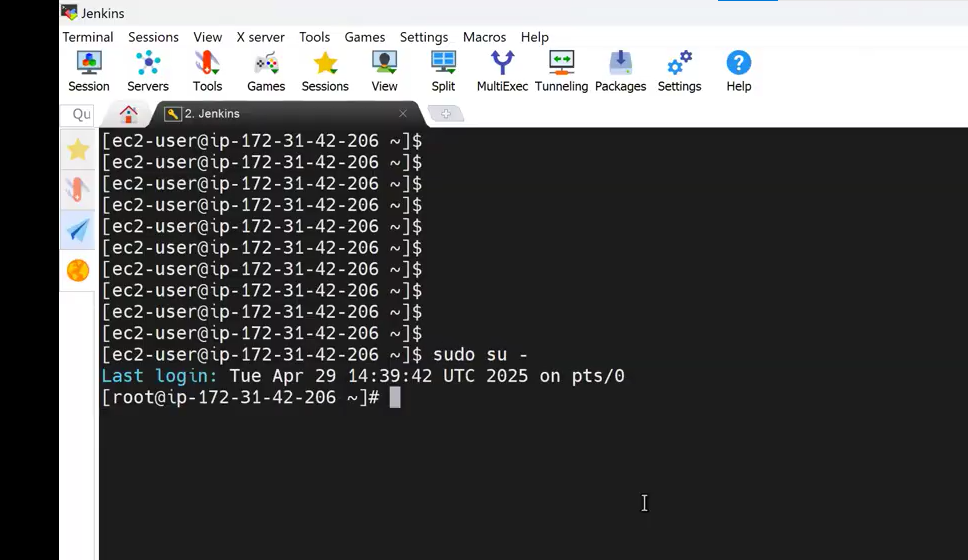 Jenkins
Terminal Sessions View X server Tools Games Settings Macros Help
Session Servers Tools Games Sessions View Split MultiExec Tunneling Packages Settings Help
Qu
2. Jenkins
[ec2-user@ip-172-31-42-206 ~]$
[ec2-user@ip-172-31-42-206 ~]$
[ec2-user@ip-172-31-42-206 ~]$
[ec2-user@ip-172-31-42-206 ~]$
[ec2-user@ip-172-31-42-206 ~]$
[ec2-user@ip-172-31-42-206 ~]$
[ec2-user@ip-172-31-42-206 ~]$
[ec2-user@ip-172-31-42-206 ~]$
[ec2-user@ip-172-31-42-206 ~]$
[ec2-user@ip-172-31-42-206 ~]$
[ec2-user@ip-172-31-42-206 ~]$ sudo su -
Last login: Tue Apr 29 14:39:42 UTC 2025 on pts/0
[root@ip-172-31-42-206 ~]#